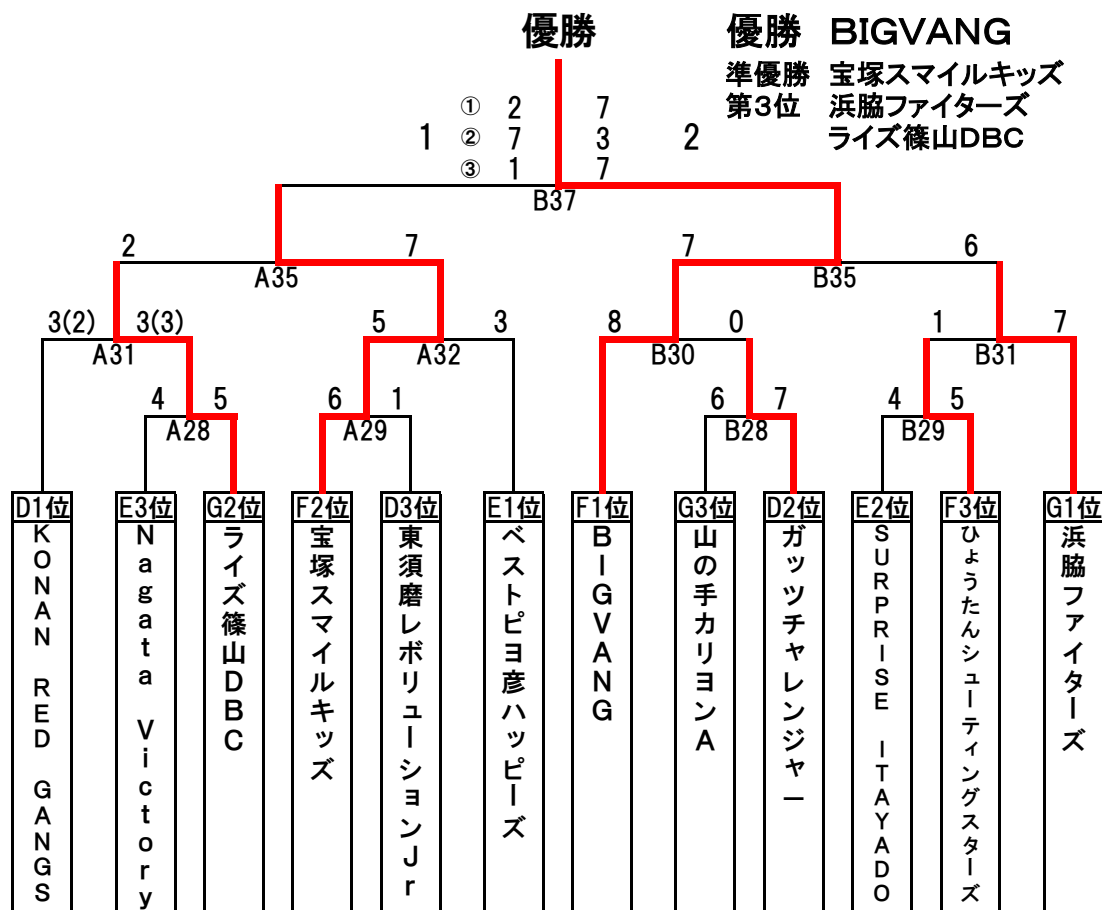 優勝
優勝 BIGVANG
準優勝 宝塚スマイルキッズ
第3位 浜脇ファイターズ
ライズ篠山DBC
① 2 7
1 ② 7 3 2
③ 1 7
B37
2 7 7 6
A35 B35
3(2) 3(3) 5 3 8 0 1 7
A31 A32 B30 B31
4 5 6 1 6 7 4 5
A28 A29 B28 B29
D1位 E3位 G2位 F2位 D3位 E1位 F1位 G3位 D2位 E2位 F3位 G1位
KONAN RED GANGS
Nagata Victory
ライズ篠山DBC
宝塚スマイルキッズ
東須磨レボリューションJr
ベストピヨ彦ハッピーズ
BIGVANG
山の手カリヨンA
ガッツチャレンジャー
SURPRISE ITAYADO
ひょうたんシューティングスターズ
浜脇ファイターズ